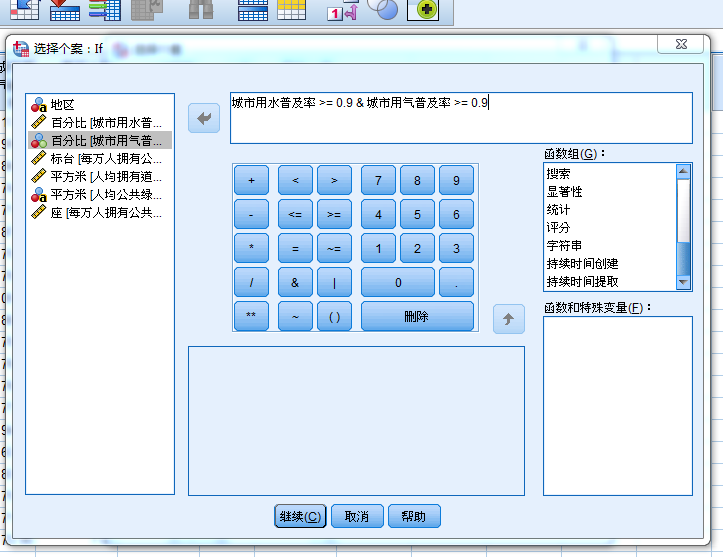 选择个案：If
地区
百分比 [城市用水普...
百分比 [城市用气普...
标台 [每万人拥有公...
平方米 [人均拥有道...
平方米 [人均公共绿...
座 [每万人拥有公共...
城市用水普及率 >= 0.9 & 城市用气普及率 >= 0.9
+ < > 7 8 9
- <= >= 4 5 6
* = ~= 1 2 3
/ & | 0 .
** ~ ( ) 删除
函数组(G)：
搜索
显著性
统计
评分
字符串
持续时间创建
持续时间提取
函数和特殊变量(F)：
继续(C) 取消 帮助